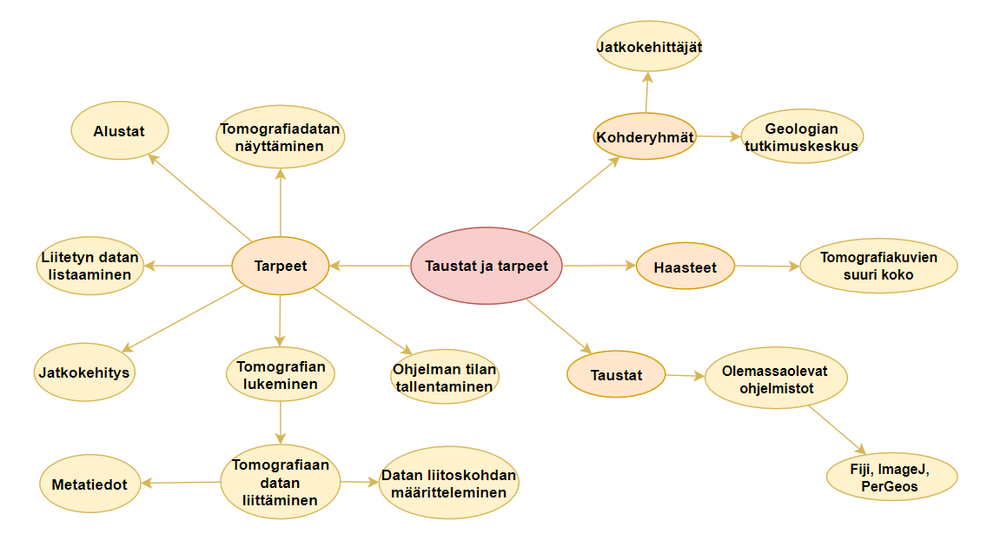 Jatkokehittäjät
Alustat
Tomografiadatan
näyttäminen
Kohderyhmät
Geologian
tutkimuskeskus
Liitetyn datan
listaaminen
Tarpeet
Taustat ja tarpeet
Haasteet
Tomografiakuvien
suuri koko
Jatkokehitys
Tomografian
lukeminen
Ohjelman tilan
tallentaminen
Taustat
Olemassaolevat
ohjelmistot
Metatiedot
Tomografiaan
datan
liittäminen
Datan liitoskohdan
määritteleminen
Fiji, ImageJ,
PerGeos